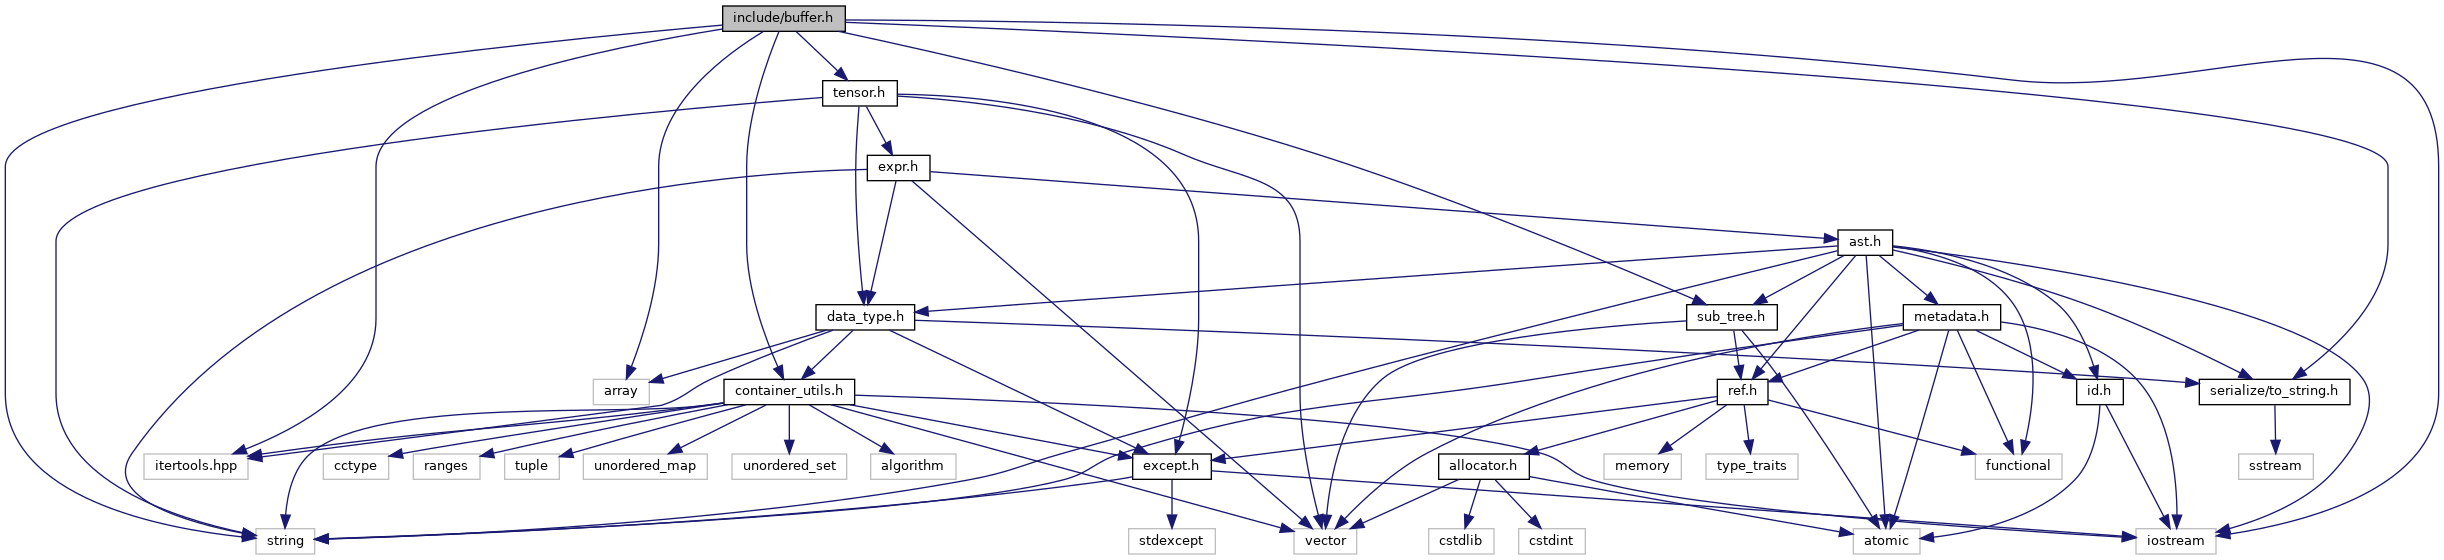 include/buffer.h
tensor.h
expr.h
ast.h
data_type.h
sub_tree.h
metadata.h
array
container_utils.h
ref.h
id.h
serialize/to_string.h
itertools.hpp
cctype
ranges
tuple
unordered_map
unordered_set
algorithm
except.h
allocator.h
memory
type_traits
functional
sstream
string
stdexcept
vector
cstdlib
cstdint
atomic
iostream